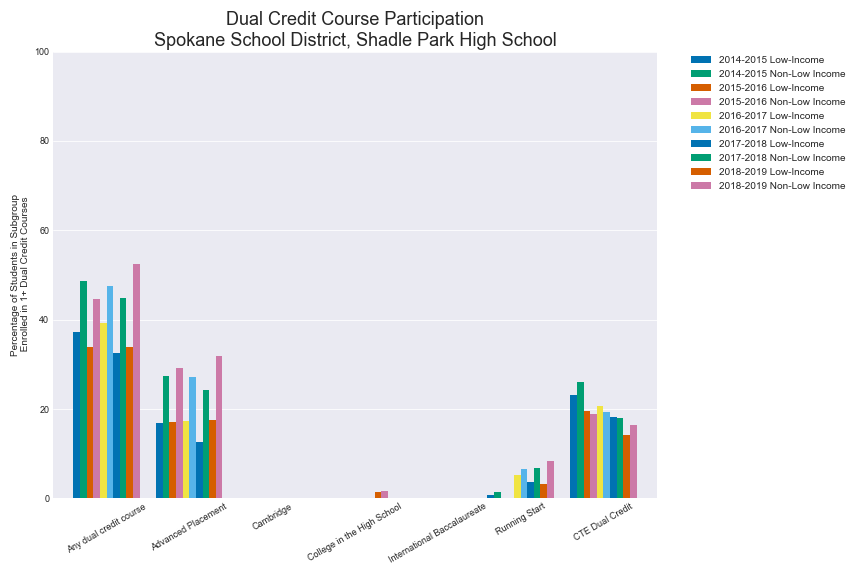 Dual Credit Course Participation
Spokane School District, Shadle Park High School
Percentage of Students in Subgroup
Enrolled in 1+ Dual Credit Courses
100
80
60
40
20
0
Any dual credit course
Advanced Placement
Cambridge
College in the High School
International Baccalaureate
Running Start
CTE Dual Credit
2014-2015 Low-Income
2014-2015 Non-Low Income
2015-2016 Low-Income
2015-2016 Non-Low Income
2016-2017 Low-Income
2016-2017 Non-Low Income
2017-2018 Low-Income
2017-2018 Non-Low Income
2018-2019 Low-Income
2018-2019 Non-Low Income